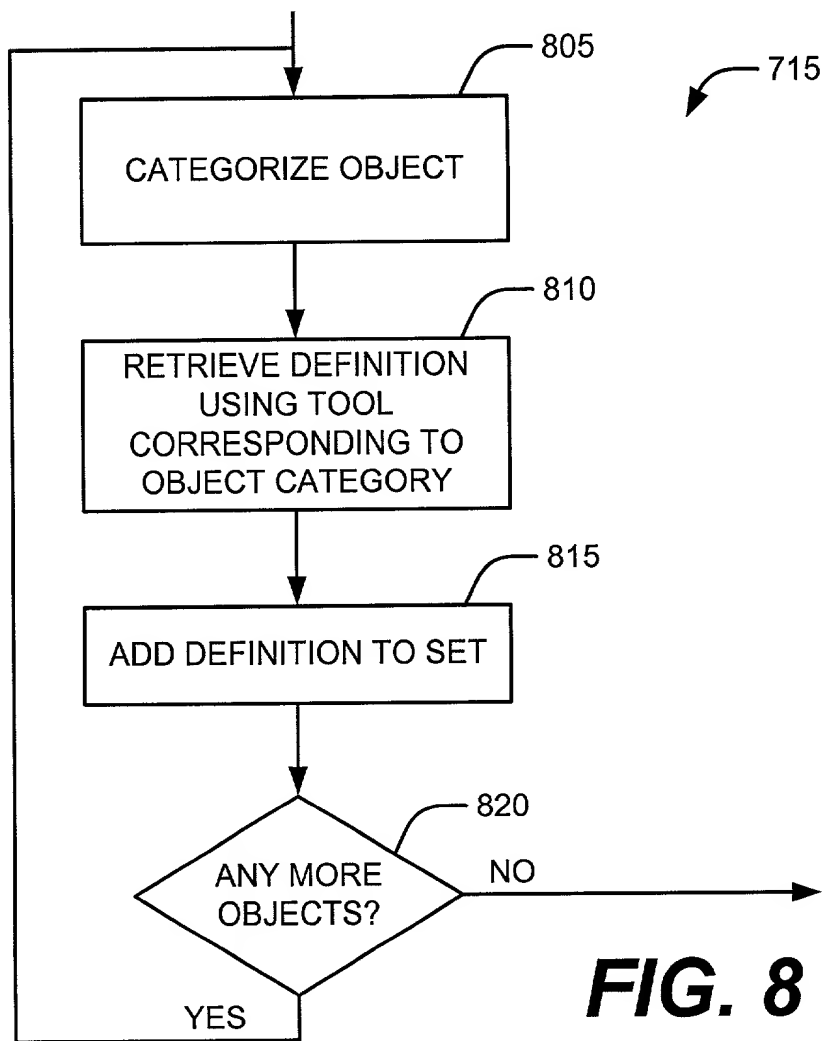 805
715
CATEGORIZE OBJECT
810
RETRIEVE DEFINITION
USING TOOL
CORRESPONDING TO
OBJECT CATEGORY
815
ADD DEFINITION TO SET
820
ANY MORE
OBJECTS?
NO
YES
FIG. 8